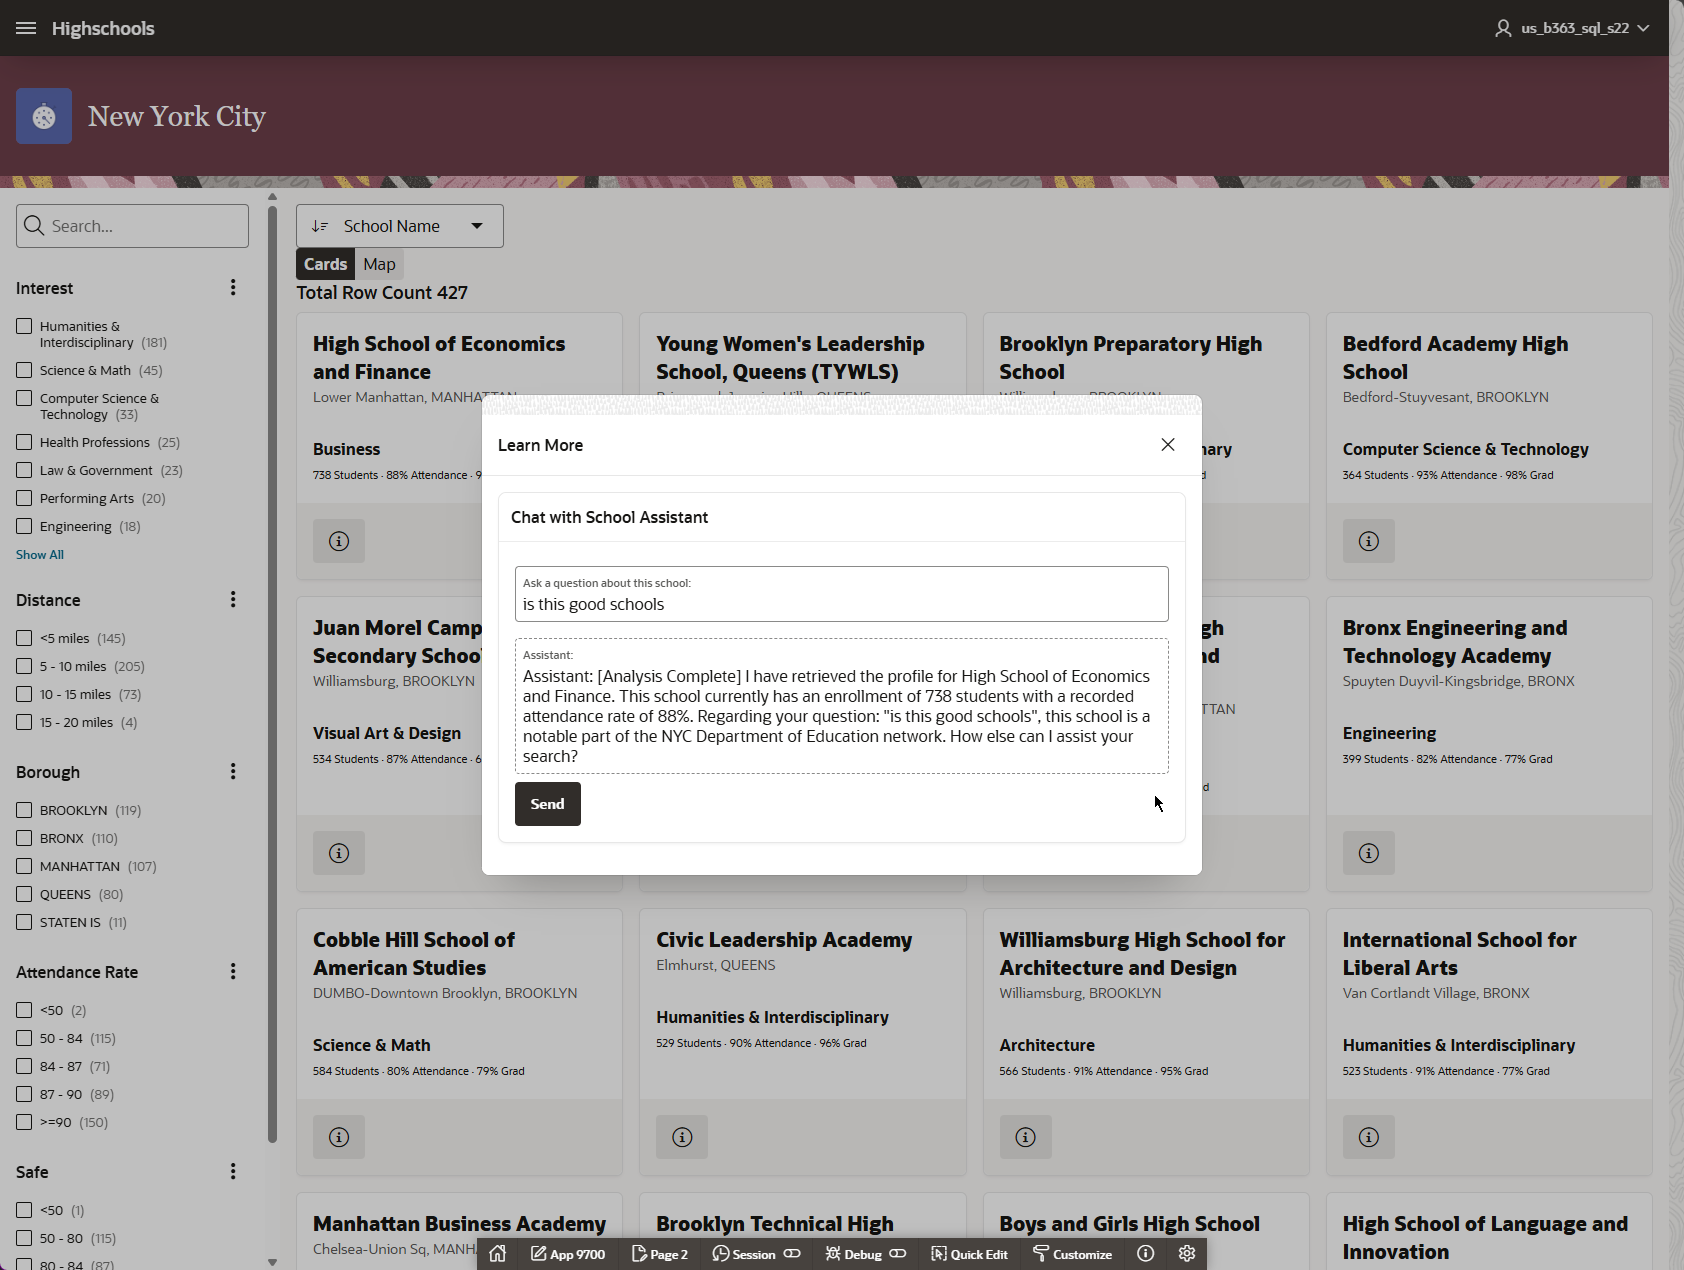 Highschools
us_b363_sql_s22
New York City
Search...
Interest
Humanities &
Interdisciplinary (181)
Science & Math (45)
Computer Science &
Technology (33)
Health Professions (25)
Law & Government (23)
Performing Arts (20)
Engineering (18)
Show All
Distance
<5 miles (145)
5 - 10 miles (205)
10 - 15 miles (73)
15 - 20 miles (4)
Borough
BROOKLYN (119)
BRONX (110)
MANHATTAN (107)
QUEENS (80)
STATEN IS (11)
Attendance Rate
<50 (2)
50 - 84 (115)
84 - 87 (71)
87 - 90 (89)
>=90 (150)
Safe
<50 (1)
50 - 80 (115)
80 - 84 (87)
School Name
Cards Map
Total Row Count 427
High School of Economics
and Finance
Lower Manhattan, MANHATTAN
Business
738 Students · 88% Attendance · 9
Young Women's Leadership
School, Queens (TYWLS)
Brooklyn Preparatory High
School
Williamsburg, BROOKLYN
Bedford Academy High
School
Bedford-Stuyvesant, BROOKLYN
Computer Science & Technology
364 Students · 93% Attendance · 98% Grad
Learn More
Chat with School Assistant
Ask a question about this school:
is this good schools
Assistant:
Assistant: [Analysis Complete] I have retrieved the profile for High School of Economics
and Finance. This school currently has an enrollment of 738 students with a recorded
attendance rate of 88%. Regarding your question: "is this good schools", this school is a
notable part of the NYC Department of Education network. How else can I assist your
search?
Send
Juan Morel Camp
Secondary Schoo
Williamsburg, BROOKLYN
Visual Art & Design
534 Students · 87% Attendance · 6
Bronx Engineering and
Technology Academy
Spuyten Duyvil-Kingsbridge, BRONX
Engineering
399 Students · 82% Attendance · 77% Grad
Cobble Hill School of
American Studies
DUMBO-Downtown Brooklyn, BROOKLYN
Science & Math
584 Students · 80% Attendance · 79% Grad
Civic Leadership Academy
Elmhurst, QUEENS
Humanities & Interdisciplinary
529 Students · 90% Attendance · 96% Grad
Williamsburg High School for
Architecture and Design
Williamsburg, BROOKLYN
Architecture
566 Students · 91% Attendance · 95% Grad
International School for
Liberal Arts
Van Cortlandt Village, BRONX
Humanities & Interdisciplinary
523 Students · 91% Attendance · 77% Grad
Manhattan Business Academy
Chelsea-Union Sq, MANH
Brooklyn Technical High
Boys and Girls High School
High School of Language and
Innovation
App 9700
Page 2
Session
Debug
Quick Edit
Customize